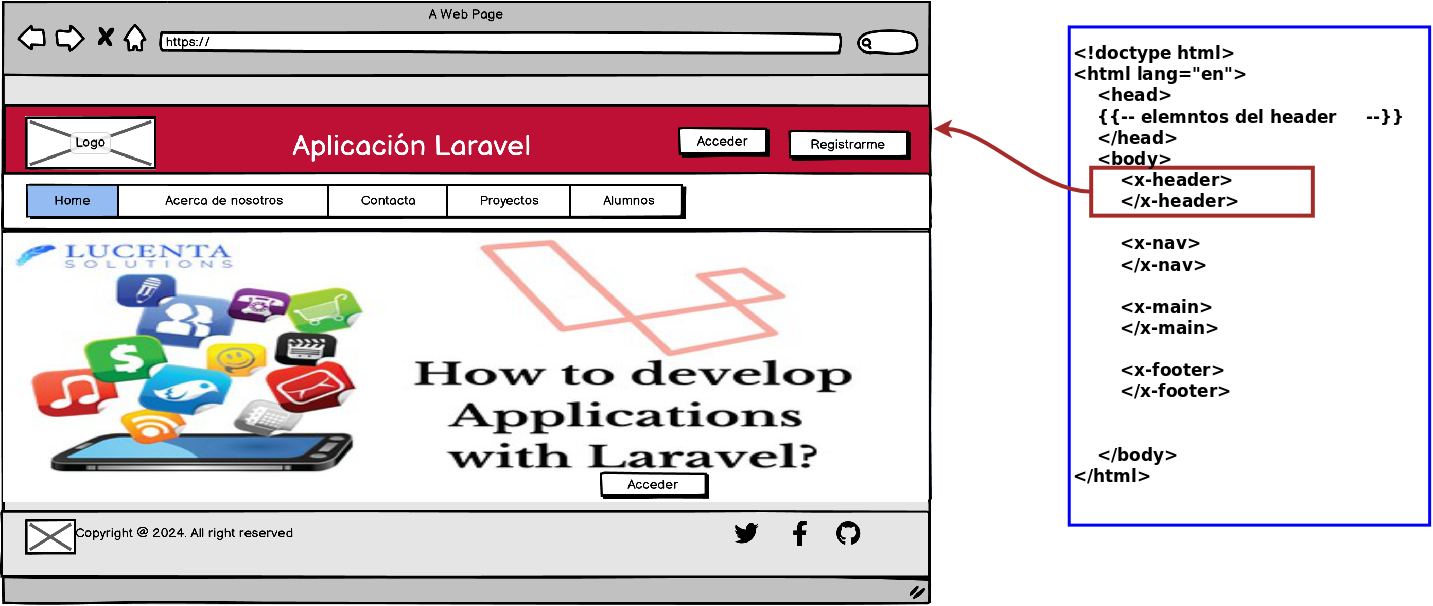 A Web Page
https://
Logo
Aplicación Laravel
Acceder
Registrarme
Home
Acerca de nosotros
Contacta
Proyectos
Alumnos
LUCENTA
SOLUTIONS
How to develop
Applications
with Laravel?
Acceder
Copyright @ 2024. All right reserved
<!doctype html>
<html lang="en">
<head>
{{-- elemntos del header --}}
</head>
<body>
<x-header>
</x-header>
<x-nav>
</x-nav>
<x-main>
</x-main>
<x-footer>
</x-footer>
</body>
</html>